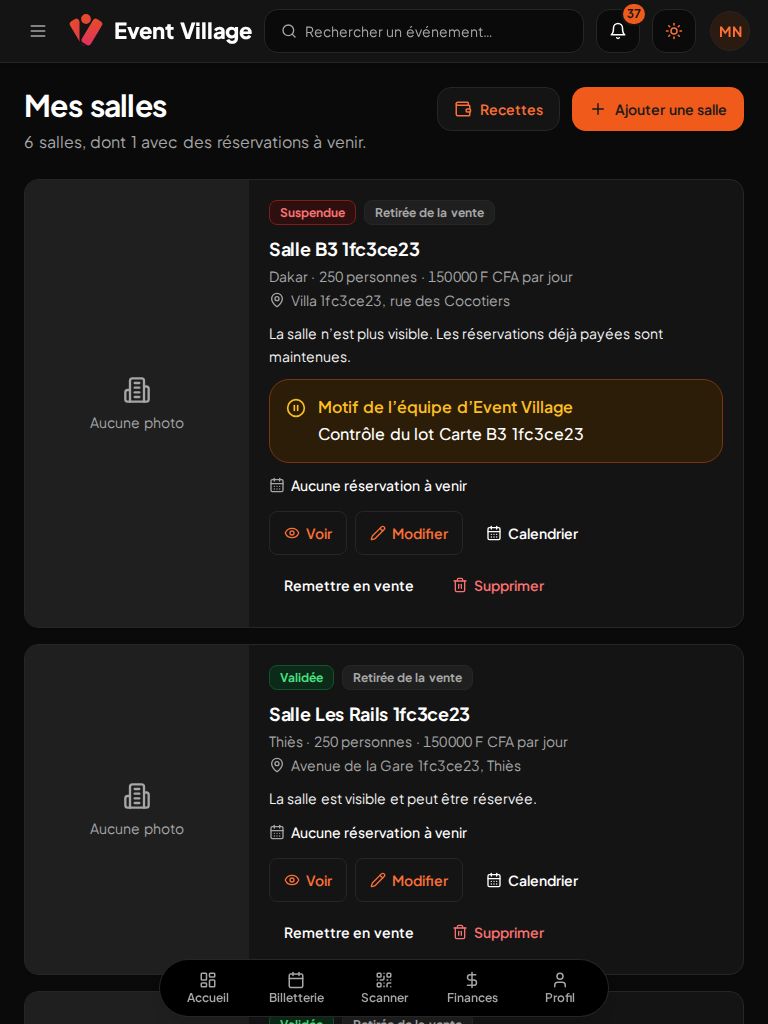 Event Village
Rechercher un événement...
37
MN
Mes salles
6 salles, dont 1 avec des réservations à venir.
Recettes
Ajouter une salle
Aucune photo
Suspendue
Retirée de la vente
Salle B3 1fc3ce23
Dakar · 250 personnes · 150000 F CFA par jour
Villa 1fc3ce23, rue des Cocotiers
La salle n’est plus visible. Les réservations déjà payées sont
maintenues.
Motif de l’équipe d’Event Village
Contrôle du lot Carte B3 1fc3ce23
Aucune réservation à venir
Voir
Modifier
Calendrier
Remettre en vente
Supprimer
Aucune photo
Validée
Retirée de la vente
Salle Les Rails 1fc3ce23
Thiès · 250 personnes · 150000 F CFA par jour
Avenue de la Gare 1fc3ce23, Thiès
La salle est visible et peut être réservée.
Aucune réservation à venir
Voir
Modifier
Calendrier
Remettre en vente
Supprimer
Accueil
Billetterie
Scanner
Finances
Profil
Validée
Retirée de la vente